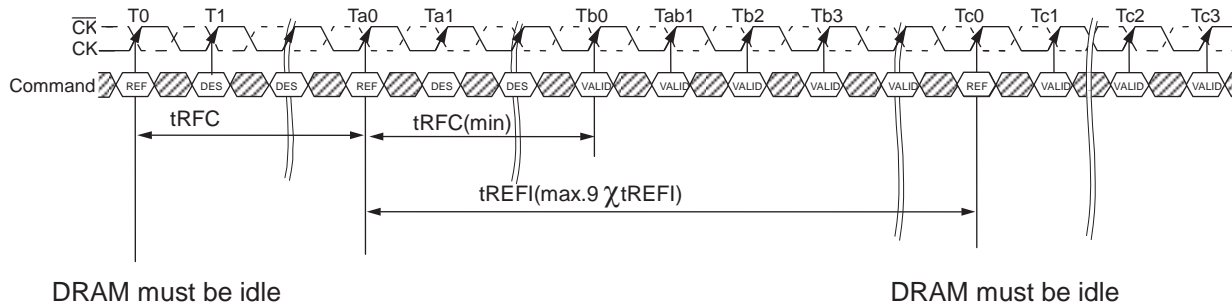 T0 T1 Ta0 Ta1 Tb0 Tab1 Tb2 Tb3 Tc0 Tc1 Tc2 Tc3
CK
CK
Command REF DES DES REF DES DES VALID VALID VALID VALID VALID REF VALID VALID VALID
tRFC tRFC(min)
tREFI(max.9 χ tREFI)
DRAM must be idle DRAM must be idle